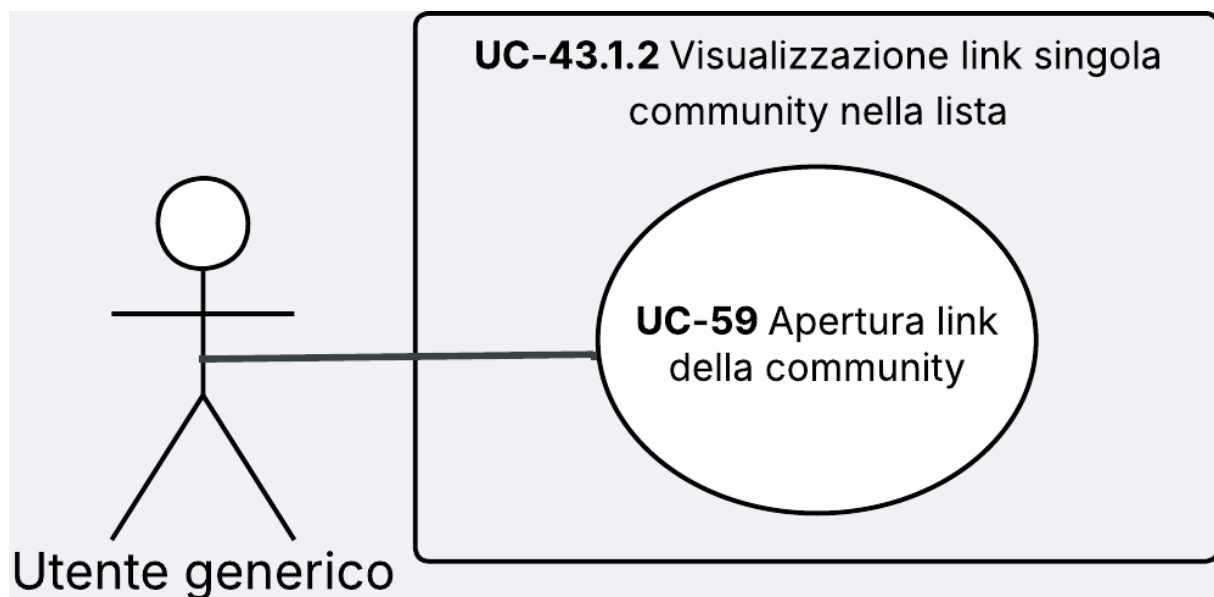 UC-43.1.2 Visualizzazione link singola
community nella lista
UC-59 Apertura link
della community
Utente generico